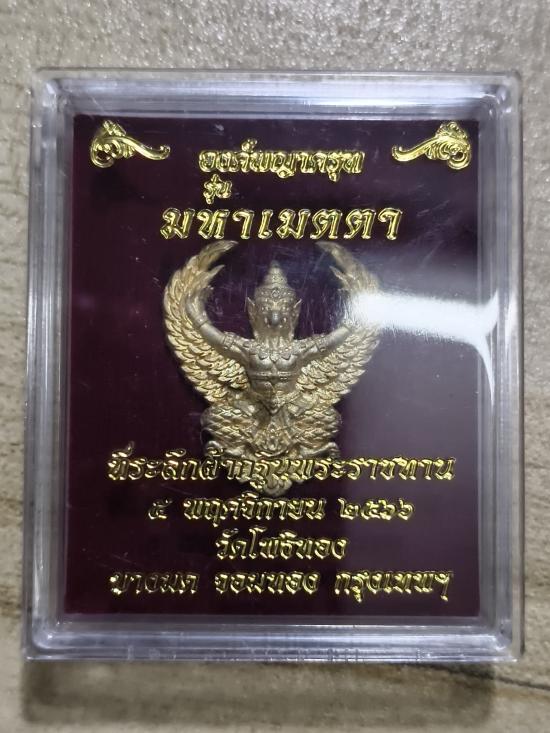 องค์พญาครุฑ
รุ่น
มหาเมตตา
ที่ระลึกผ้ากฐินพระราชทาน
๕ พฤศจิกายน ๒๕๖๖
วัดโพธิทอง
บางมด จอมทอง กรุงเทพฯ